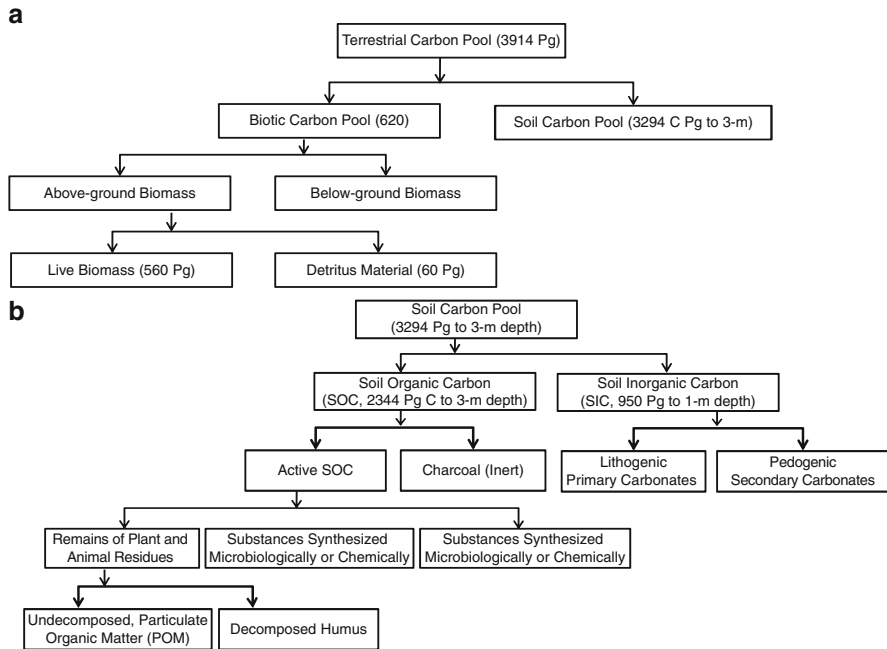 a
Terrestrial Carbon Pool (3914 Pg)
Biotic Carbon Pool (620)
Soil Carbon Pool (3294 C Pg to 3-m)
Above-ground Biomass
Below-ground Biomass
Live Biomass (560 Pg)
Detritus Material (60 Pg)
b
Soil Carbon Pool
(3294 Pg to 3-m depth)
Soil Organic Carbon
(SOC, 2344 Pg C to 3-m depth)
Soil Inorganic Carbon
(SIC, 950 Pg to 1-m depth)
Active SOC
Charcoal (Inert)
Lithogenic
Primary Carbonates
Pedogenic
Secondary Carbonates
Remains of Plant and
Animal Residues
Substances Synthesized
Microbiologically or Chemically
Substances Synthesized
Microbiologically or Chemically
Undecomposed, Particulate
Organic Matter (POM)
Decomposed Humus